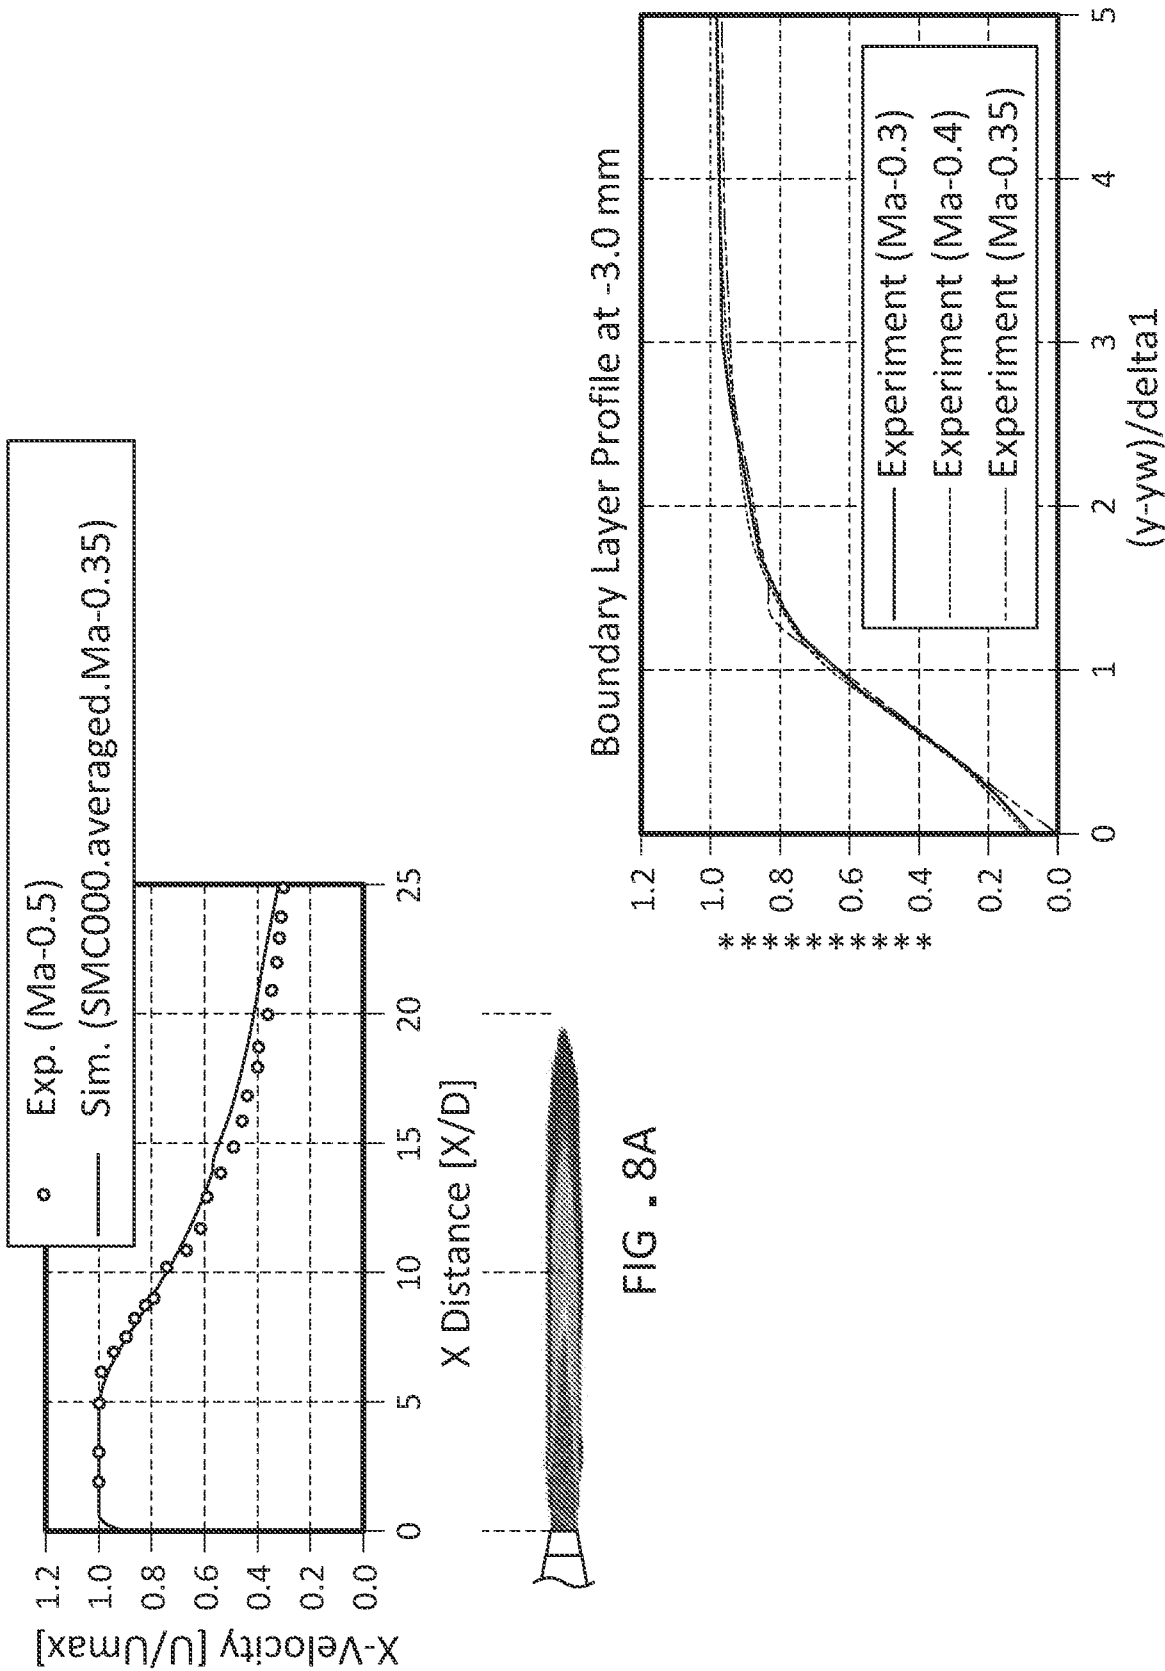 Exp. (Ma-0.5)
Sim. (SMC000.averaged.Ma-0.35)
X-Velocity [U/Umax]
1.2
1.0
0.8
0.6
0.4
0.2
0.0
0 5 10 15 20 25
X Distance [X/D]
FIG . 8A
Boundary Layer Profile at -3.0 mm
*********
1.2
1.0
0.8
0.6
0.4
0.2
0.0
Experiment (Ma-0.3)
Experiment (Ma-0.4)
Experiment (Ma-0.35)
0 1 2 3 4 5
(y-yw)/delta1